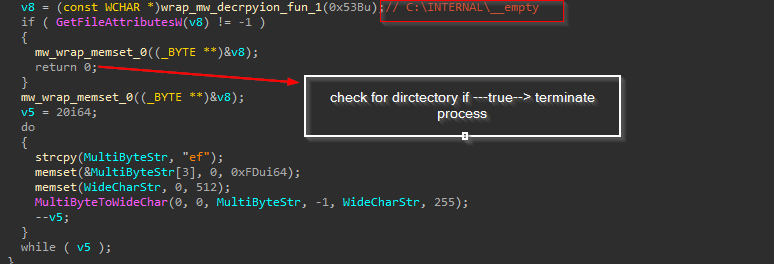 v8 = (const WCHAR *)wrap_mw_decrpyion_fun_1(0x53Bu);// C:\INTERNAL\__empty
if ( GetFileAttributesW(v8) != -1 )
{
mw_wrap_memset_0((_BYTE **)&v8);
return 0;
}
check for dirctectory if ---true--> terminate
process
mw_wrap_memset_0((_BYTE **)&v8);
v5 = 20i64;
do
{
strcpy(MultiByteStr, "ef");
memset(&MultiByteStr[3], 0, 0xFDui64);
memset(WideCharStr, 0, 512);
MultiByteToWideChar(0, 0, MultiByteStr, -1, WideCharStr, 255);
--v5;
}
while ( v5 );